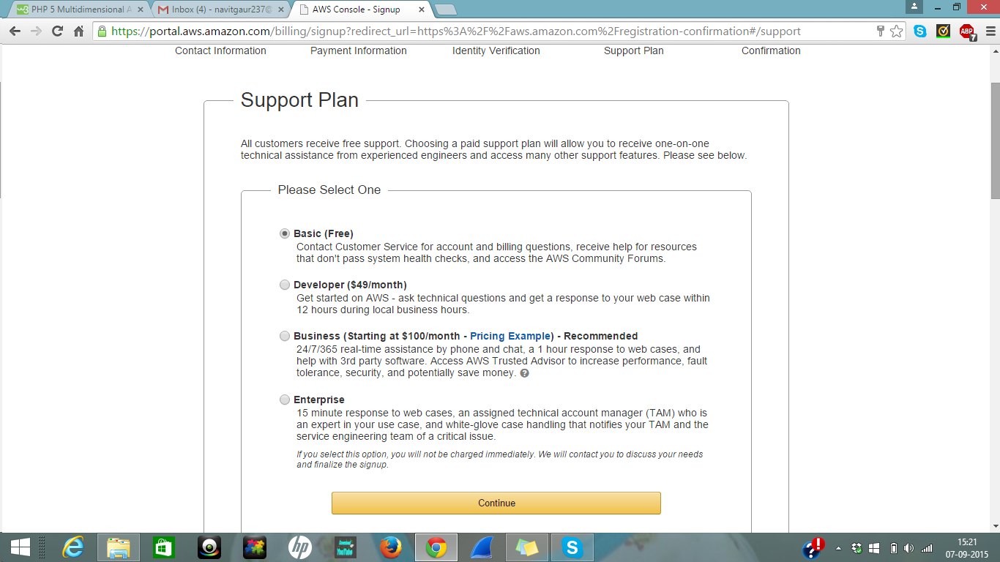 PHP 5 Multidimensional A
Inbox (4) - navitgaur237@
AWS Console - Signup
https://portal.aws.amazon.com/billing/signup?redirect_url=https%3A%2F%2Faws.amazon.com%2Fregistration-confirmation#/support
ABP
7
Contact Information
Payment Information
Identity Verification
Support Plan
Confirmation
Support Plan
All customers receive free support. Choosing a paid support plan will allow you to receive one-on-one
technical assistance from experienced engineers and access many other support features. Please see below.
Please Select One
Basic (Free)
Contact Customer Service for account and billing questions, receive help for resources
that don't pass system health checks, and access the AWS Community Forums.
Developer ($49/month)
Get started on AWS - ask technical questions and get a response to your web case within
12 hours during local business hours.
Business (Starting at $100/month - Pricing Example) - Recommended
24/7/365 real-time assistance by phone and chat, a 1 hour response to web cases, and
help with 3rd party software. Access AWS Trusted Advisor to increase performance, fault
tolerance, security, and potentially save money.
Enterprise
15 minute response to web cases, an assigned technical account manager (TAM) who is
an expert in your use case, and white-glove case handling that notifies your TAM and the
service engineering team of a critical issue.
If you select this option, you will not be charged immediately. We will contact you to discuss your needs
and finalize the signup.
Continue
15:21
07-09-2015